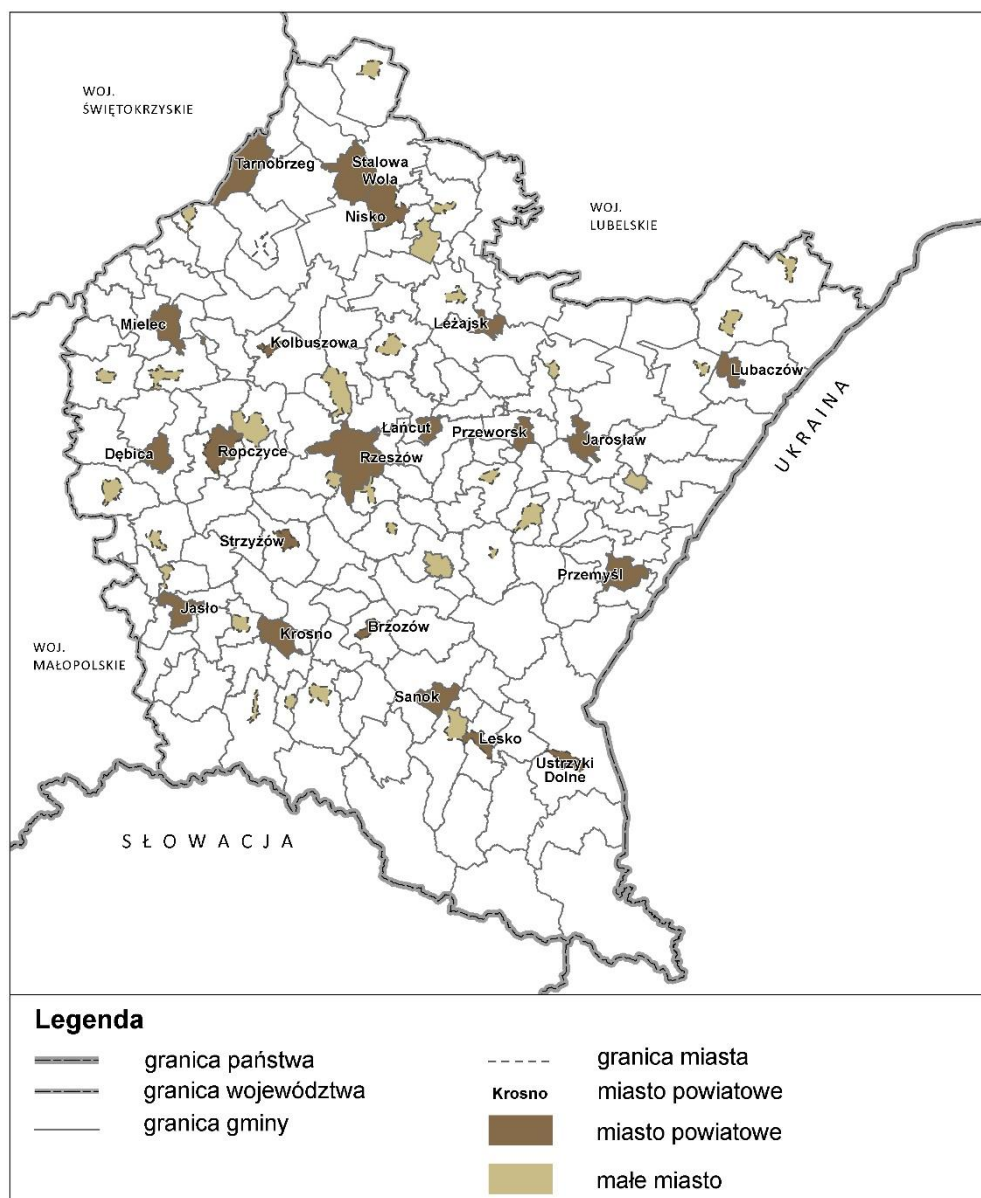 WOJ.
ŚWIĘTOKRZYSKIE
Tarnobrzeg
Stalowa
Wola
Nisko
WOJ.
LUBELSKIE
Mielec
Kolbuszowa
Leżajsk
Lubaczów
UKRAINA
Łańcut
Przeworsk
Jarosław
Dębica
Ropczyce
Rzeszów
Strzyżów
Przemyśl
Jasło
Krosno
Brzozów
WOJ.
MAŁOPOLSKIE
Sanok
Lesko
Ustrzyki
Dolne
SŁOWACJA
Legenda
granica państwa
granica województwa
granica gminy
granica miasta
Krosno miasto powiatowe
miasto powiatowe
małe miasto